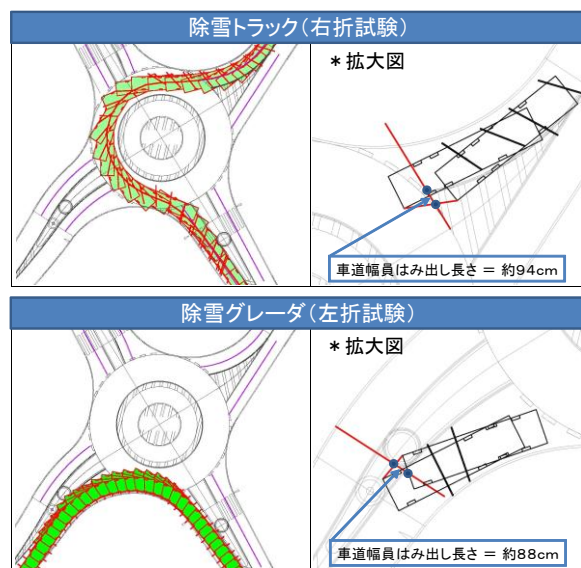 除雪トラック（右折試験）
＊拡大図
車道幅員はみ出し長さ ＝ 約94cm
除雪グレーダ（左折試験）
＊拡大図
車道幅員はみ出し長さ ＝ 約88cm